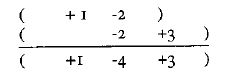 ( +1 -2 )
( -2 +3 )
( +1 -4 +3 )